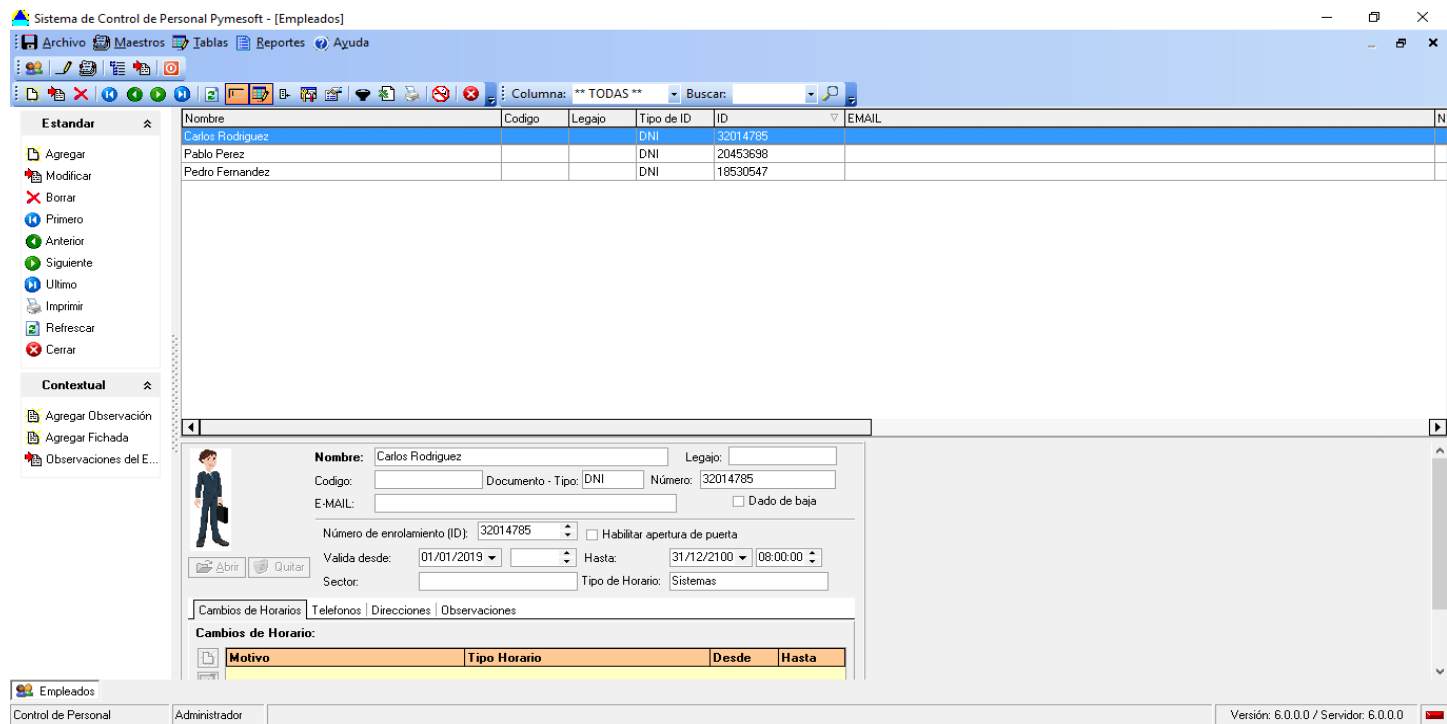 Sistema de Control de Personal Pymesoft - [Empleados]
Archivo Maestros Tablas Reportes Ayuda
Columna: ** TODAS ** Buscar:
Estandar
Agregar
Modificar
Borrar
Primero
Anterior
Siguiente
Ultimo
Imprimir
Refrescar
Cerrar
Contextual
Agregar Observación
Agregar Fichada
Observaciones del E...
Nombre Codigo Legajo Tipo de ID ID EMAIL N
Carlos Rodriguez DNI 32014785
Pablo Perez DNI 20453698
Pedro Fernandez DNI 18530547
Nombre: Carlos Rodriguez Legajo:
Codigo: Documento - Tipo: DNI Número: 32014785
E-MAIL: Dado de baja
Número de enrolamiento (ID): 32014785 Habilitar apertura de puerta
Abrir Quitar
Valida desde: 01/01/2019 Hasta: 31/12/2100 08:00:00
Sector: Tipo de Horario: Sistemas
Cambios de Horarios Telefonos Direcciones Observaciones
Cambios de Horario:
Motivo Tipo Horario Desde Hasta
Empleados
Control de Personal Administrador Versión: 6.0.0.0 / Servidor: 6.0.0.0